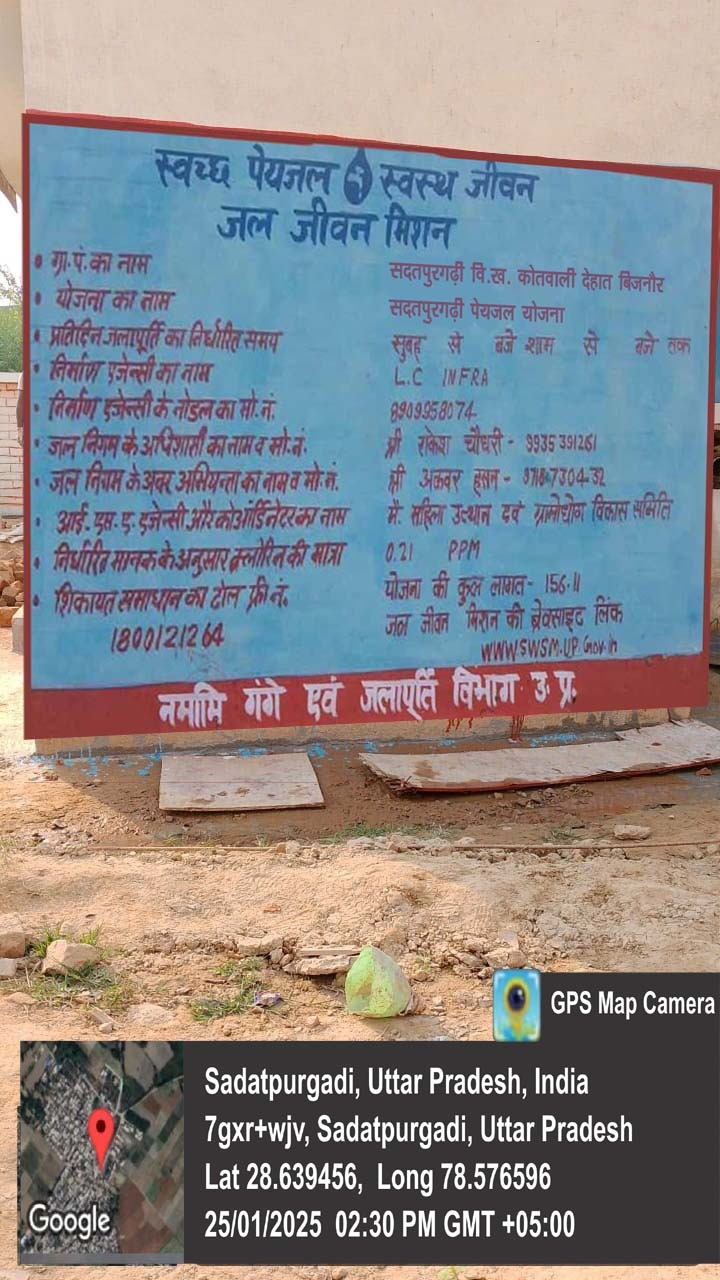 स्वच्छ पेयजल स्वस्थ जीवन
जल जीवन मिशन
• ग्रा.पं.का नाम सदतपुरगढ़ी वि.ख. कोतवाली देहात बिजनौर
• योजना का नाम सदतपुरगढ़ी पेयजल योजना
• प्रतिदिन जलापूर्ति का निर्धारित समय सुबह से बजे शाम से बजे तक
• निर्माण एजेन्सी का नाम L.C INFRA
• निर्माण एजेन्सी के नोडल का मो.नं. 8909958074
• जल निगम के अधिशासी का नाम व मो.नं. श्री राकेश चौधरी - 9935391261
• जल निगम के अवर अभियन्ता का नाम व मो.नं. श्री अकबर हसन -
• आई.एस.ए. एजेन्सी और कोऑर्डिनेटर का नाम मै. महिला उत्थान एवं ग्रामोद्योग विकास समिति
• निर्धारित मानक के अनुसार क्लोरिन की मात्रा 0.21 PPM
• शिकायत समाधान का टोल फ्री नं. योजना की कुल लागत - 156.11
1800121264 जल जीवन मिशन की वेबसाइट लिंक
WWW.SWSM.UP.Gov.in
नमामि गंगे एवं जलापूर्ति विभाग उ.प्र.
GPS Map Camera
Sadatpurgadi, Uttar Pradesh, India
7gxr+wjv, Sadatpurgadi, Uttar Pradesh
Lat 28.639456, Long 78.576596
25/01/2025 02:30 PM GMT +05:00
Google